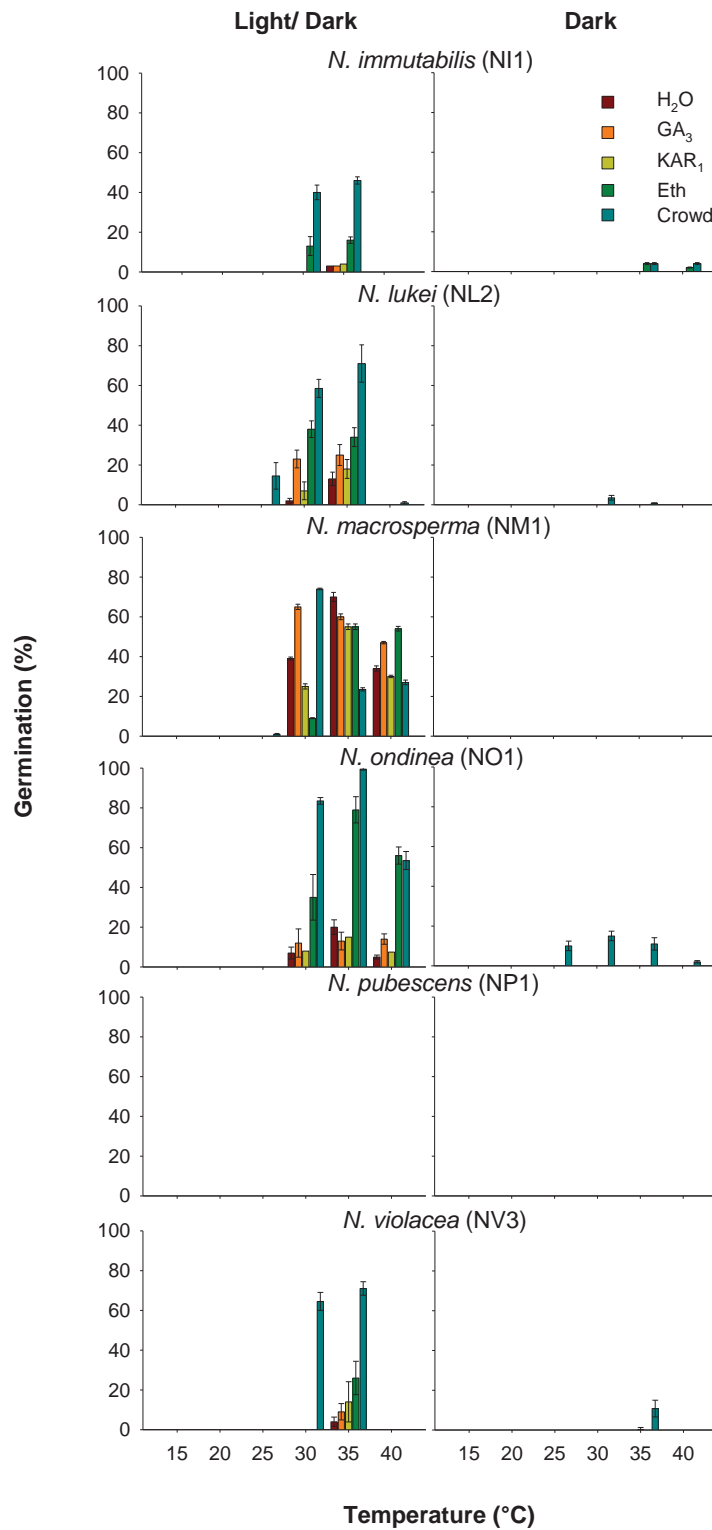 Light/ Dark
Dark
N. immutabilis (NI1)
100
80
60
40
20
0
H₂O
GA₃
KAR₁
Eth
Crowd
N. lukei (NL2)
100
80
60
40
20
0
N. macrosperma (NM1)
100
80
60
40
20
0
Germination (%)
N. ondinea (NO1)
100
80
60
40
20
0
N. pubescens (NP1)
100
80
60
40
20
0
N. violacea (NV3)
100
80
60
40
20
0
15 20 25 30 35 40
15 20 25 30 35 40
Temperature (°C)